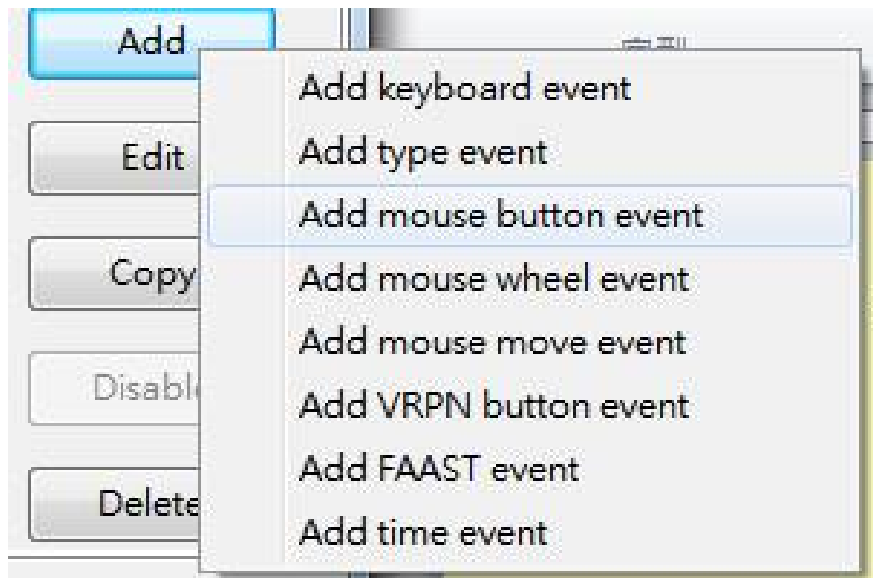 Add
Edit
Copy
Disable
Delete
Add keyboard event
Add type event
Add mouse button event
Add mouse wheel event
Add mouse move event
Add VRPN button event
Add FAAST event
Add time event